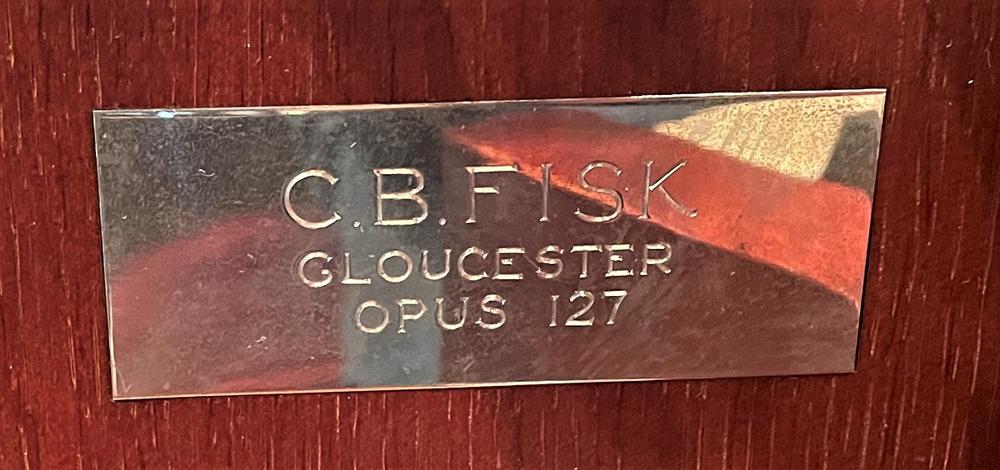 C.B.FISK
GLOUCESTER
OPUS 127